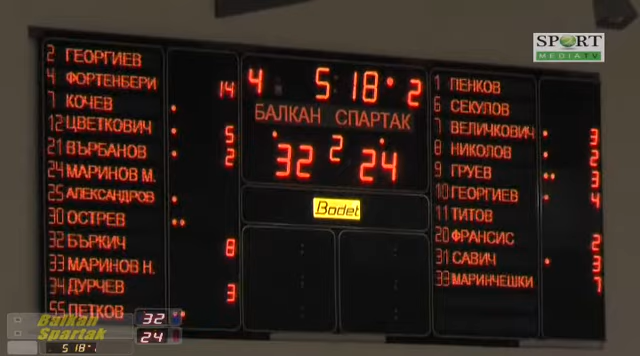 SPORT
MEDIA TV
2 ГЕОРГИЕВ
4 ФОРТЕНБЕРИ 14
7 КОЧЕВ
12 ЦВЕТКОВИЧ 5
21 ВЪРБАНОВ 2
24 МАРИНОВ М.
25 АЛЕКСАНДРОВ
30 ОСТРЕВ
32 БЪРКИЧ 8
33 МАРИНОВ Н.
34 ДУРЧЕВ 3
55 ПЕТКОВ
4 5:18 2
БАЛКАН СПАРТАК
32 2 24
Bodet
1 ПЕНКОВ
6 СЕКУЛОВ
7 ВЕЛИЧКОВИЧ 3
8 НИКОЛОВ 2
9 ГРУЕВ 3
10 ГЕОРГИЕВ 4
11 ТИТОВ
20 ФРАНСИС 2
31 САВИЧ 3
33 МАРИНЧЕШКИ 7
Balkan 32
Spartak 24
5 18